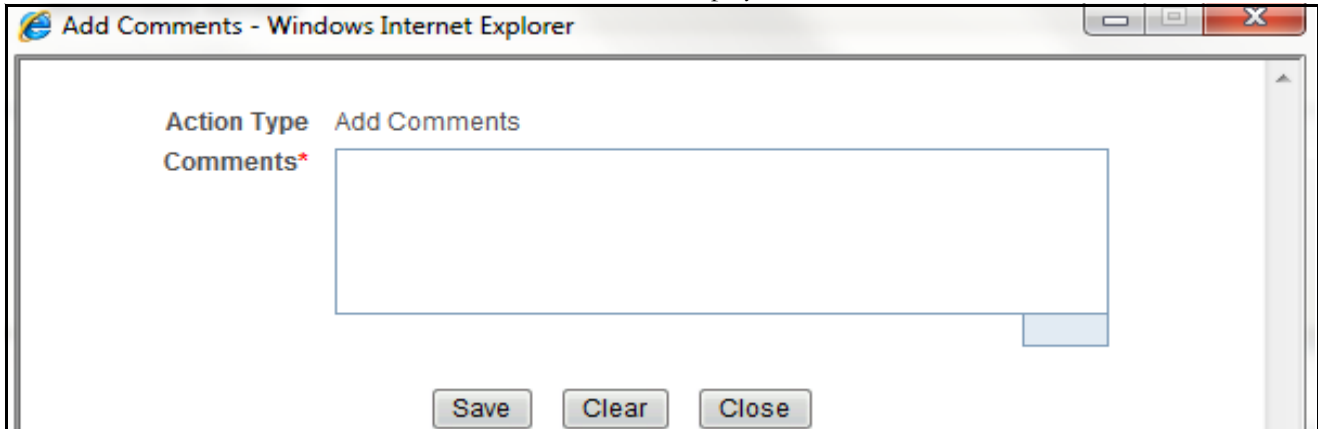 Add Comments - Windows Internet Explorer
Action Type Add Comments
Comments*
Save Clear Close